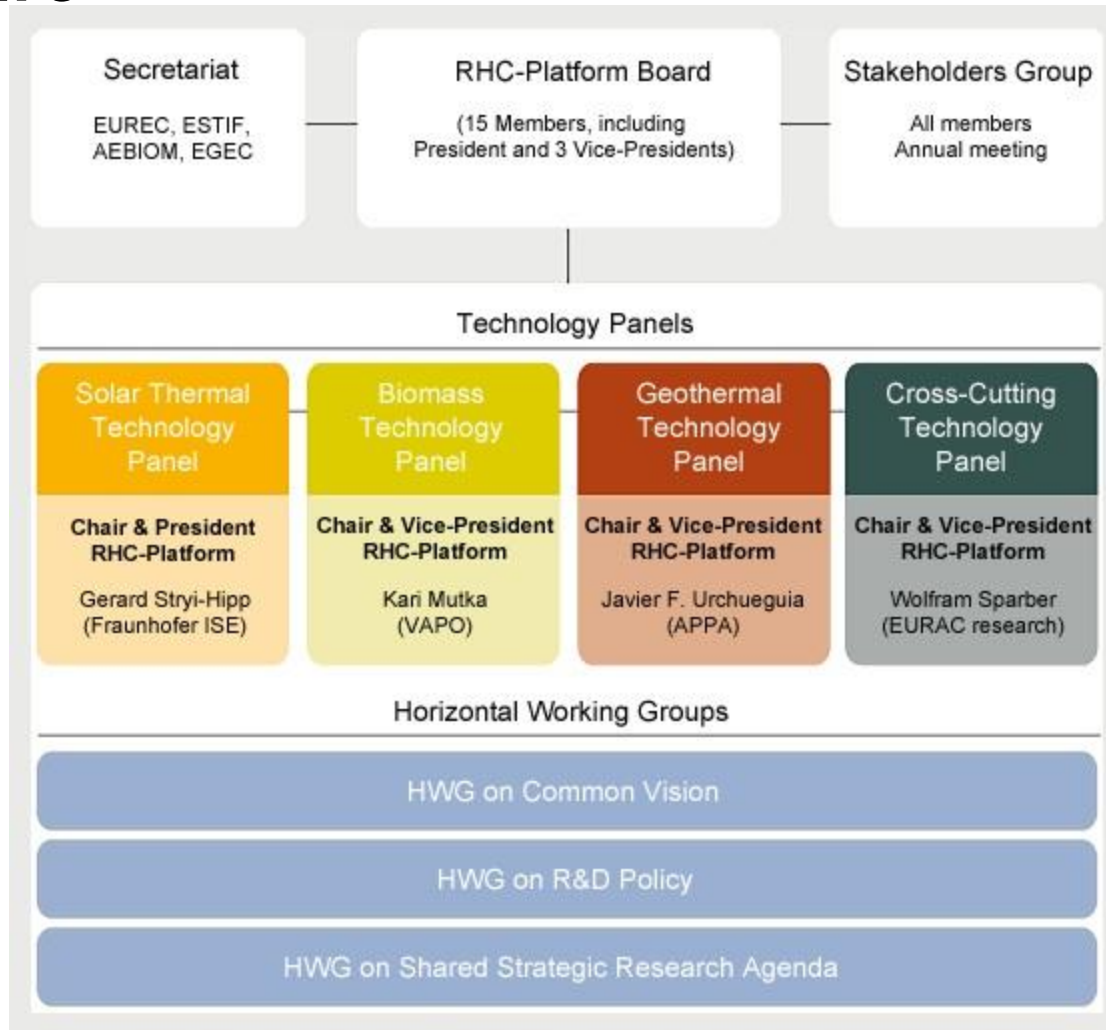 Secretariat
EUREC, ESTIF,
AEBIOM, EGEC
RHC-Platform Board
(15 Members, including
President and 3 Vice-Presidents)
Stakeholders Group
All members
Annual meeting
Technology Panels
Solar Thermal
Technology
Panel
Chair & President
RHC-Platform
Gerard Stryi-Hipp
(Fraunhofer ISE)
Biomass
Technology
Panel
Chair & Vice-President
RHC-Platform
Kari Mutka
(VAPO)
Geothermal
Technology
Panel
Chair & Vice-President
RHC-Platform
Javier F. Urchueguia
(APPA)
Cross-Cutting
Technology
Panel
Chair & Vice-President
RHC-Platform
Wolfram Sparber
(EURAC research)
Horizontal Working Groups
HWG on Common Vision
HWG on R&D Policy
HWG on Shared Strategic Research Agenda